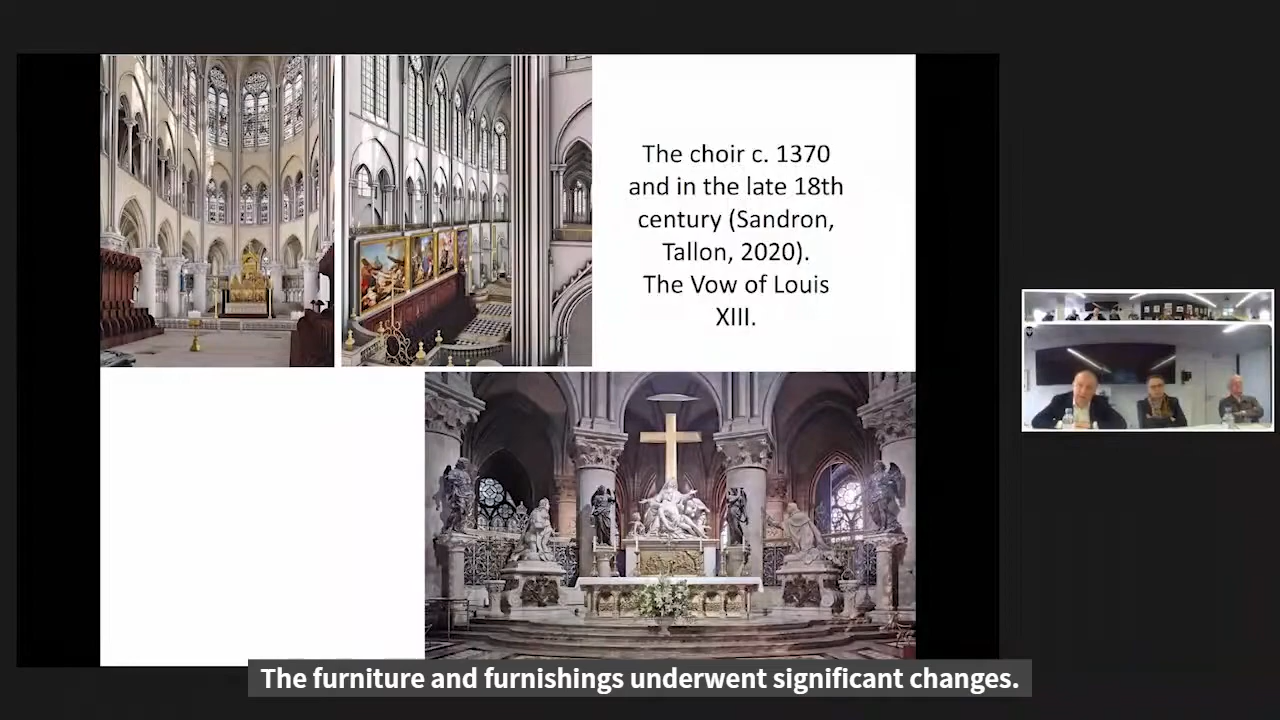 The choir c. 1370
and in the late 18th
century (Sandron,
Tallon, 2020).
The Vow of Louis
XIII.
The furniture and furnishings underwent significant changes.